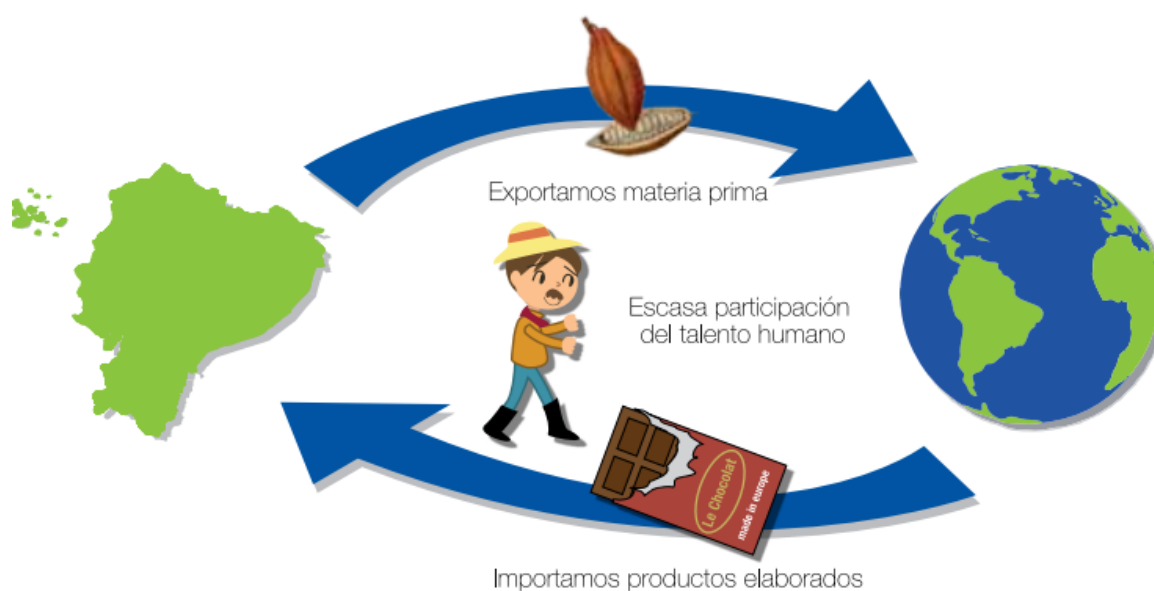 Exportamos materia prima
Escasa participación
del talento humano
Le Chocolat
made in europe
Importamos productos elaborados